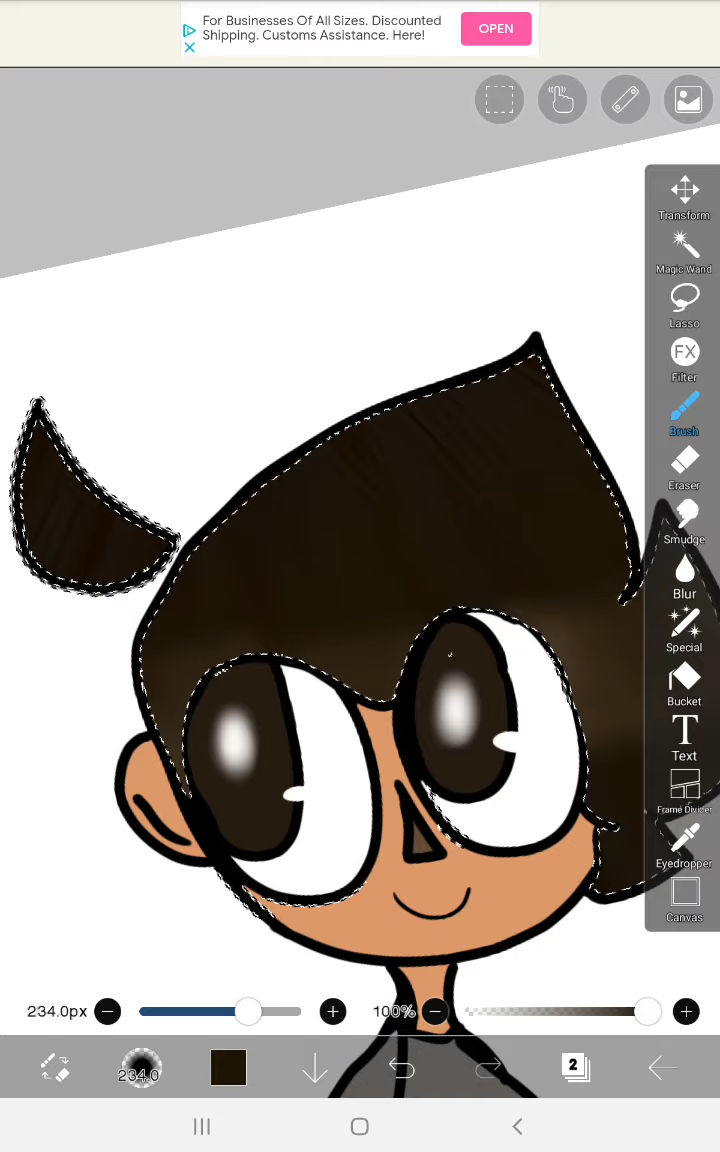 For Businesses Of All Sizes. Discounted
Shipping. Customs Assistance. Here!
OPEN
Transform
Magic Wand
Lasso
FX
Filter
Brush
Eraser
Smudge
Blur
Special
Bucket
T
Text
Frame Divider
Eyedropper
Canvas
234.0px
100%
234.0
2